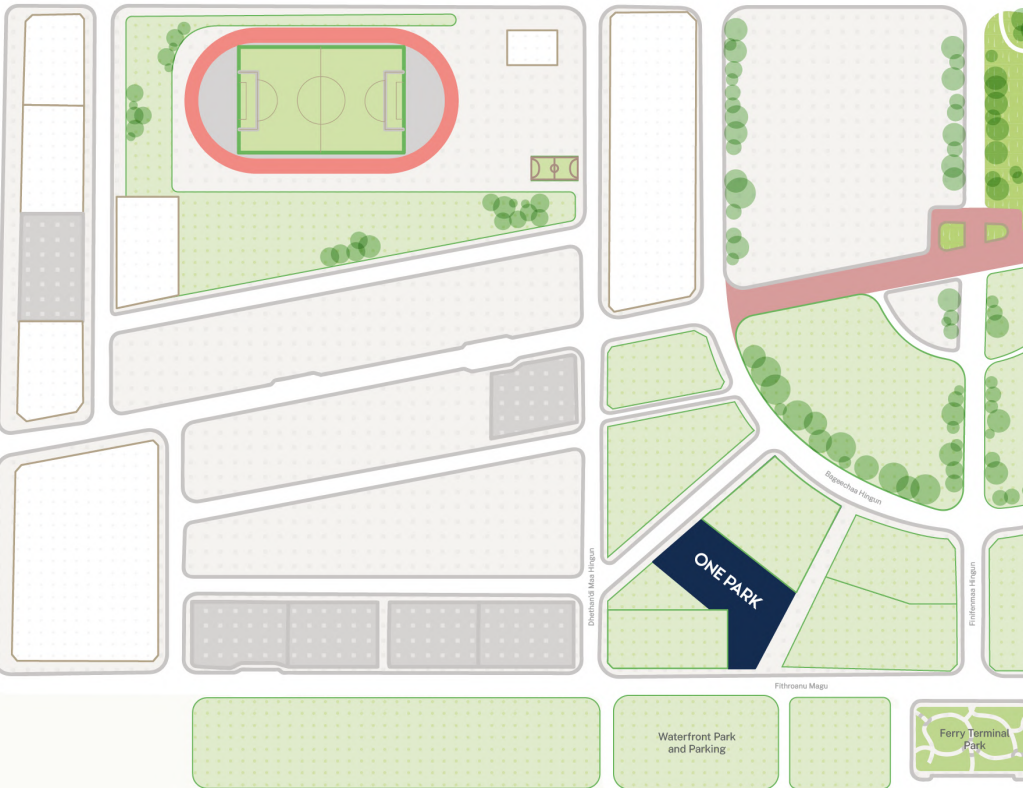 Bageechaa Hingun
ONE PARK
Dhethandi Maa Hingun
Finifenmaa Hingun
Fithroanu Magu
Waterfront Park
and Parking
Ferry Terminal
Park